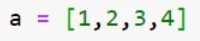 a = [1,2,3,4]